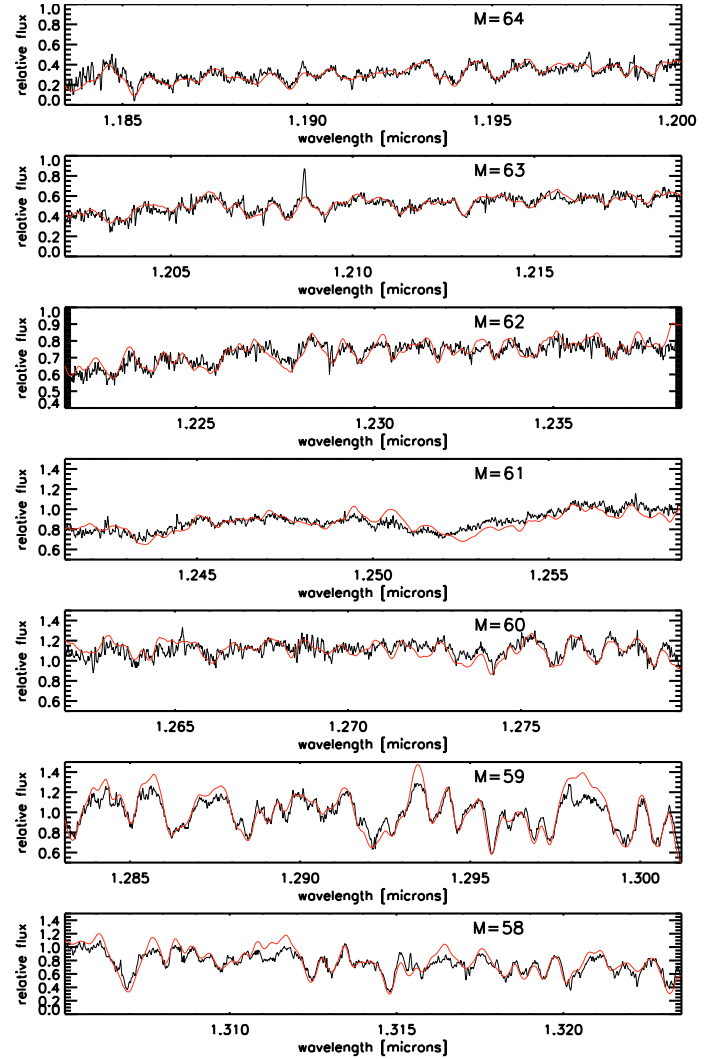 M=64
relative flux
1.0
0.8
0.6
0.4
0.2
0.0
1.185 1.190 1.195 1.200
wavelength [microns]
M=63
relative flux
1.0
0.8
0.6
0.4
0.2
0.0
1.205 1.210 1.215
wavelength [microns]
M=62
relative flux
1.0
0.9
0.8
0.7
0.6
0.5
0.4
1.225 1.230 1.235
wavelength [microns]
M=61
relative flux
1.4
1.2
1.0
0.8
0.6
1.245 1.250 1.255
wavelength [microns]
M=60
relative flux
1.4
1.2
1.0
0.8
0.6
1.265 1.270 1.275
wavelength [microns]
M=59
relative flux
1.4
1.2
1.0
0.8
0.6
1.285 1.290 1.295 1.300
wavelength [microns]
M=58
relative flux
1.4
1.2
1.0
0.8
0.6
0.4
0.2
0.0
1.310 1.315 1.320
wavelength [microns]